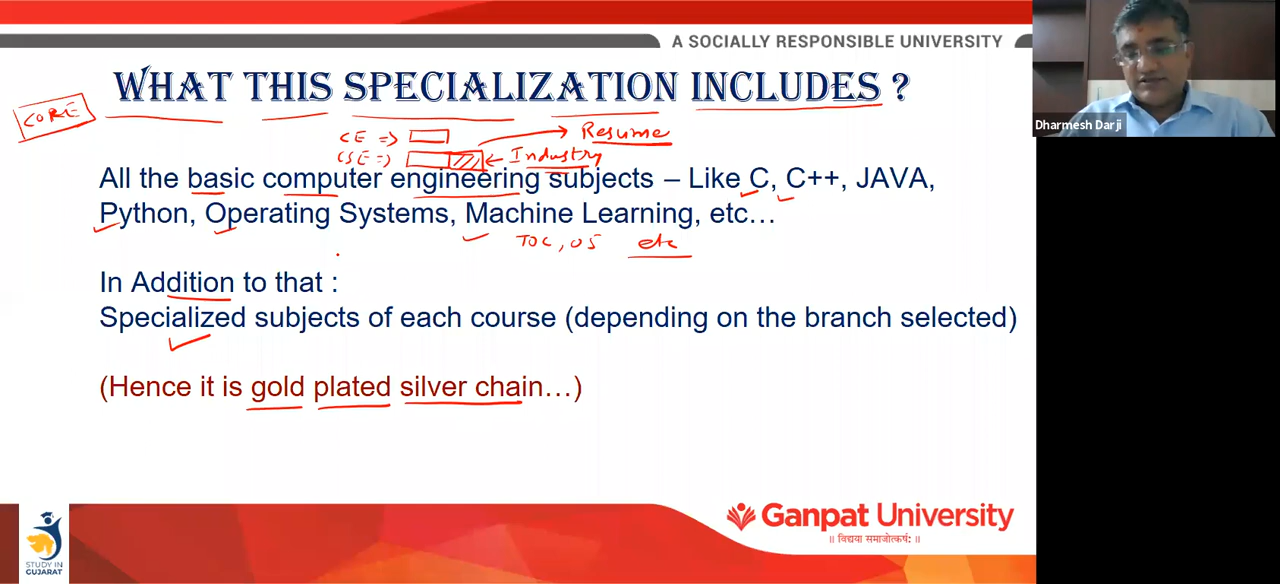 A SOCIALLY RESPONSIBLE UNIVERSITY
WHAT THIS SPECIALIZATION INCLUDES ?
CORE
CE => Resume
CSE => Industry
All the basic computer engineering subjects – Like C, C++, JAVA,
Python, Operating Systems, Machine Learning, etc…
TOC, OS etc
In Addition to that :
Specialized subjects of each course (depending on the branch selected)
(Hence it is gold plated silver chain…)
STUDY IN
GUJARAT
Ganpat University
॥ विद्यया समाजोत्कर्षः ॥
Dharmesh Darji